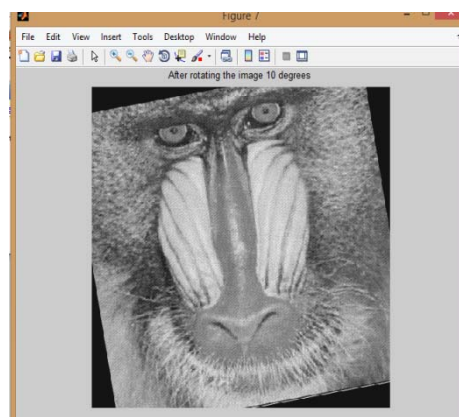 Figure 7
File Edit View Insert Tools Desktop Window Help
After rotating the image 10 degrees